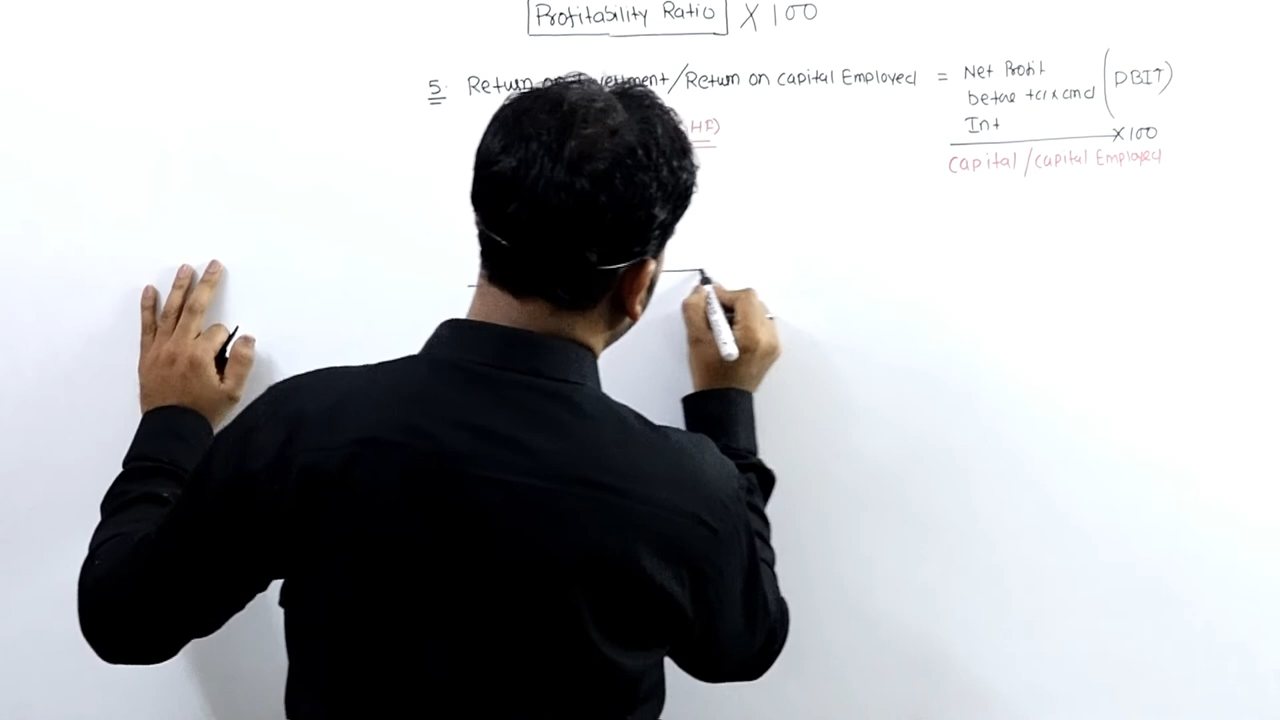 Profitability Ratio X 100
5. Return on Investment/Return on capital Employed = Net Profit
before tax and
Int
(PBIT)
X100
capital/capital Employed